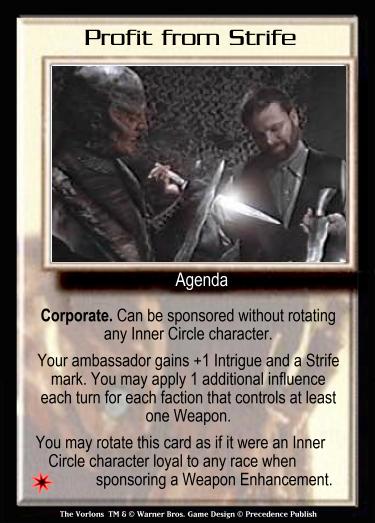 Profit from Strife
Agenda
Corporate. Can be sponsored without rotating
any Inner Circle character.
Your ambassador gains +1 Intrigue and a Strife
mark. You may apply 1 additional influence
each turn for each faction that controls at least
one Weapon.
You may rotate this card as if it were an Inner
Circle character loyal to any race when
sponsoring a Weapon Enhancement.
The Vorlons TM & © Warner Bros. Game Design © Precedence Publish